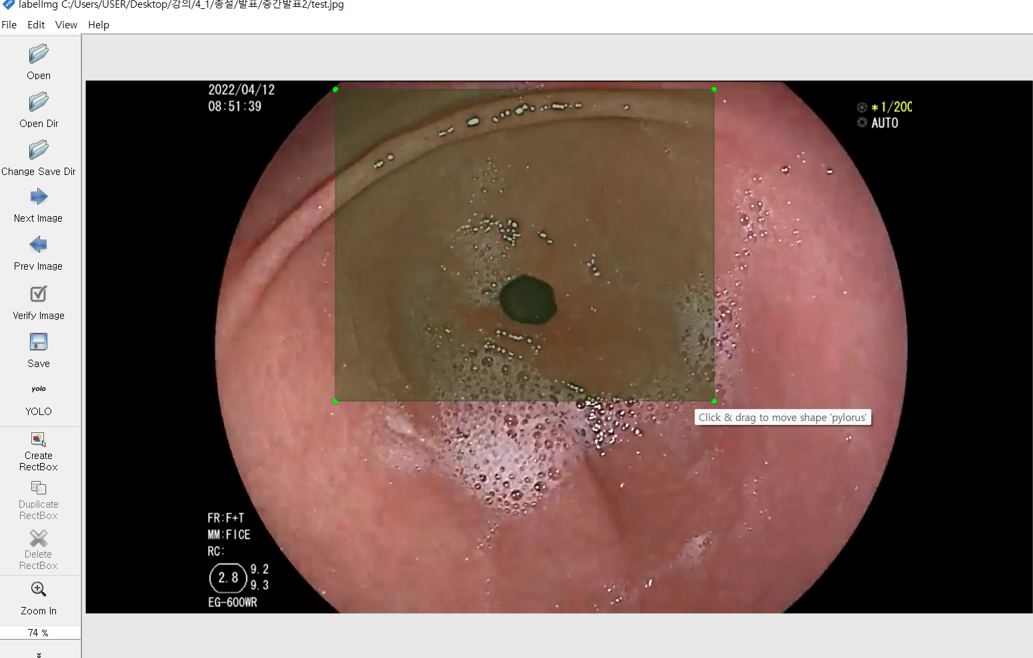 labelImg C:/Users/USER/Desktop/강의/4_1/종설/발표/중간발표2/test.jpg
File Edit View Help
Open
Open Dir
Change Save Dir
Next Image
Prev Image
Verify Image
Save
yolo
YOLO
Create
RectBox
Duplicate
RectBox
Delete
RectBox
Zoom In
74 %
2022/04/12
08:51:39
*1/200
AUTO
Click & drag to move shape 'pylorus'
FR:F+T
MM:FICE
RC:
2.8 9.2
9.3
EG-600WR